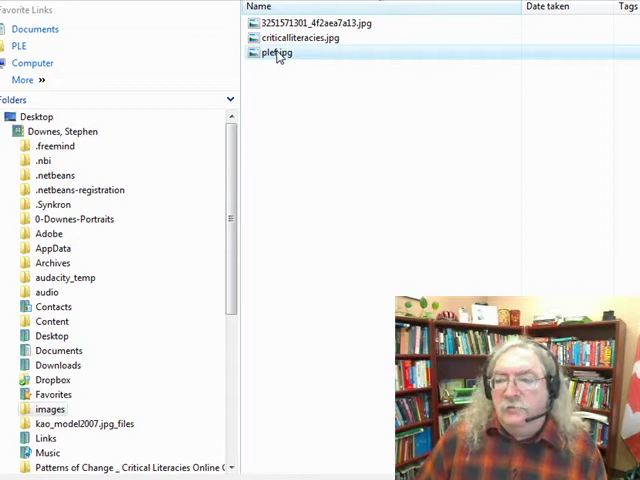 Favorite Links
Documents
PLE
Computer
More »
Folders
Desktop
Downes, Stephen
.freemind
.nbi
.netbeans
.netbeans-registration
.Synkron
0-Downes-Portraits
Adobe
AppData
Archives
audacity_temp
audio
Contacts
Content
Desktop
Documents
Downloads
Dropbox
Favorites
images
kao_model2007.jpg_files
Links
Music
Patterns of Change _ Critical Literacies Online C
Name Date taken Tags
3251571301_4f2aea7a13.jpg
criticalliteracies.jpg